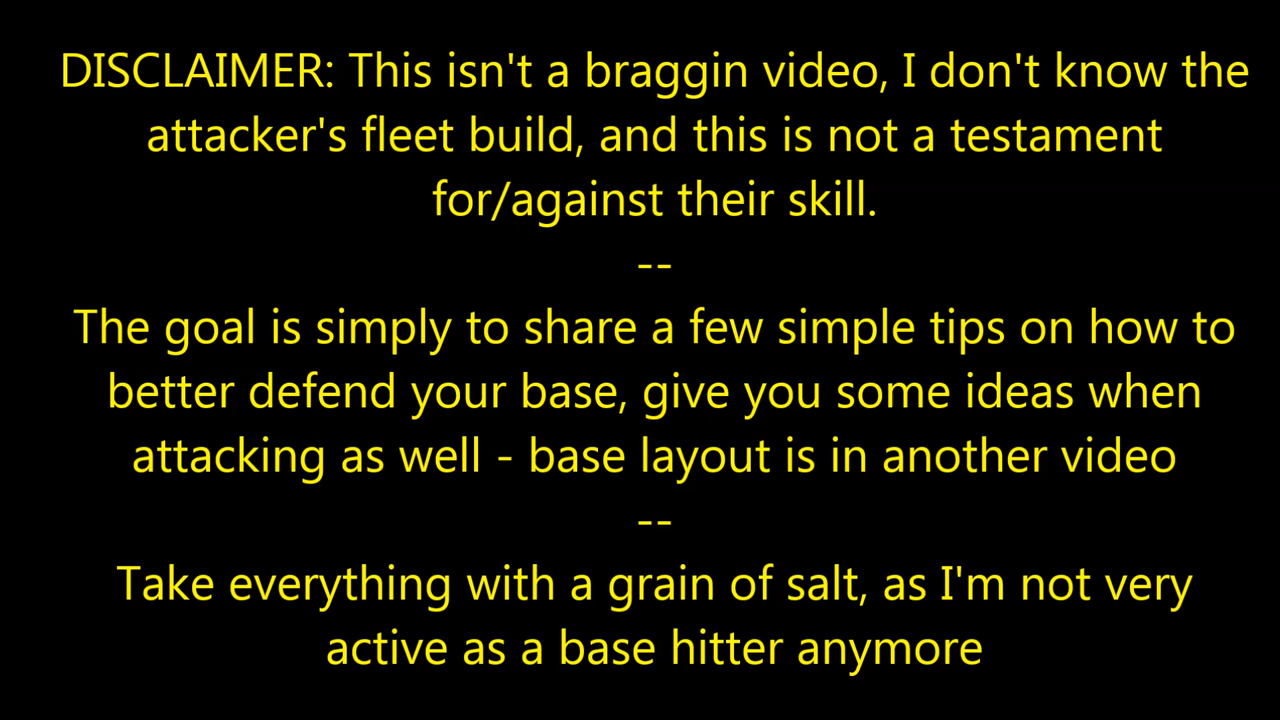 DISCLAIMER: This isn't a braggin video, I don't know the
attacker's fleet build, and this is not a testament
for/against their skill.
--
The goal is simply to share a few simple tips on how to
better defend your base, give you some ideas when
attacking as well - base layout is in another video
--
Take everything with a grain of salt, as I'm not very
active as a base hitter anymore